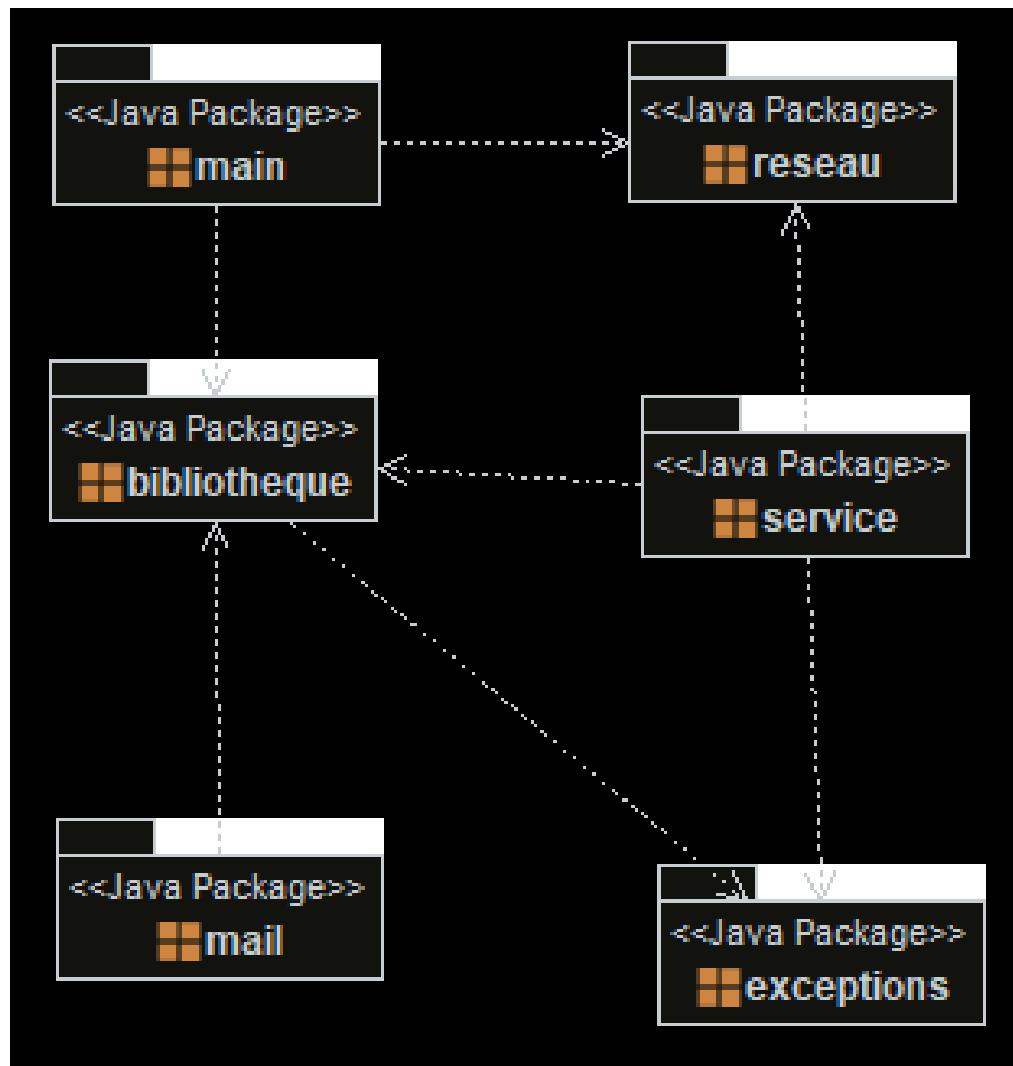 <<Java Package>>
main
<<Java Package>>
reseau
<<Java Package>>
bibliotheque
<<Java Package>>
service
<<Java Package>>
mail
<<Java Package>>
exceptions